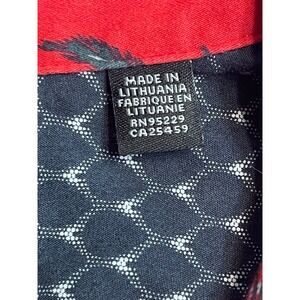 MADE IN
LITHUANIA
FABRIQUE EN
LITUANIE
RN95229
CA25459